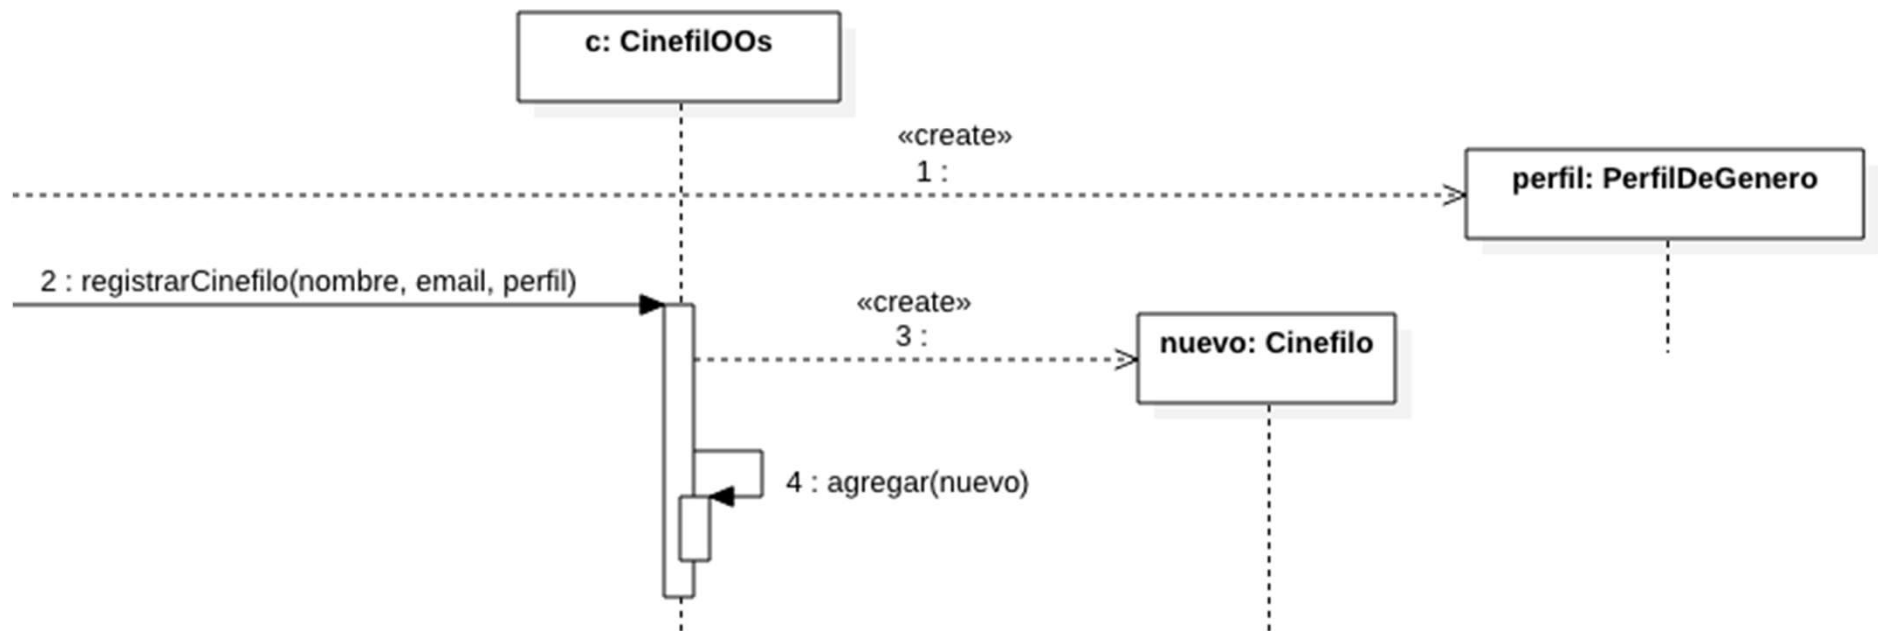 c: CinefilOOs
«create»
1 :
perfil: PerfilDeGenero
2 : registrarCinefilo(nombre, email, perfil)
«create»
3 :
nuevo: Cinefilo
4 : agregar(nuevo)